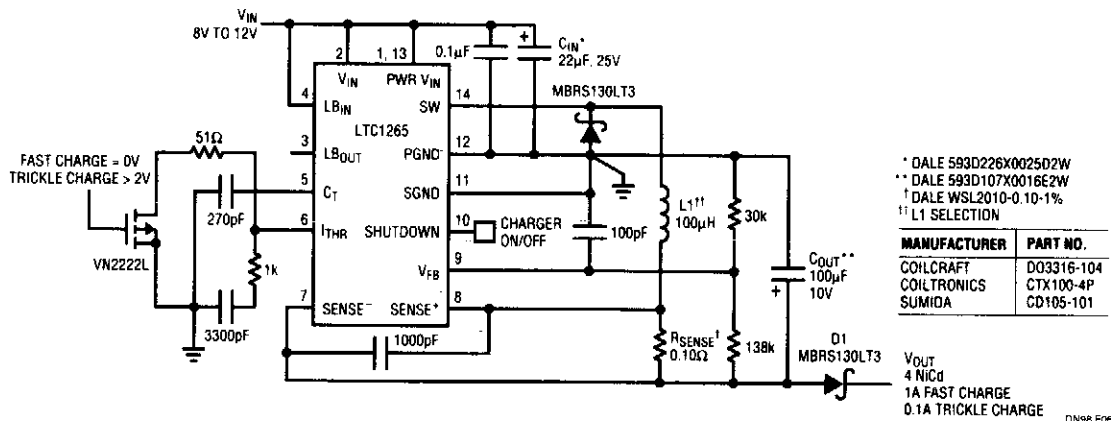 VIN
8V TO 12V
2
1, 13
0.1µF
+
CIN*
22µF, 25V
VIN
PWR VIN
MBRS130LT3
4
LBIN
SW
14
LTC1265
51Ω
3
LBOUT
PGND
12
FAST CHARGE = 0V
TRICKLE CHARGE > 2V
5
CT
SGND
11
270pF
6
ITHR
SHUTDOWN
10
CHARGER
ON/OFF
100pF
L1††
100µH
30k
VN2222L
1k
VFB
9
COUT**
100µF
10V
+
7
SENSE−
SENSE+
8
3300pF
1000pF
RSENSE†
0.10Ω
138k
D1
MBRS130LT3
VOUT
4 NiCd
1A FAST CHARGE
0.1A TRICKLE CHARGE
* DALE 593D226X0025D2W
** DALE 593D107X0016E2W
† DALE WSL2010-0.10-1%
†† L1 SELECTION
MANUFACTURER PART NO.
COILCRAFT DO3316-104
COILTRONICS CTX100-4P
SUMIDA CD105-101